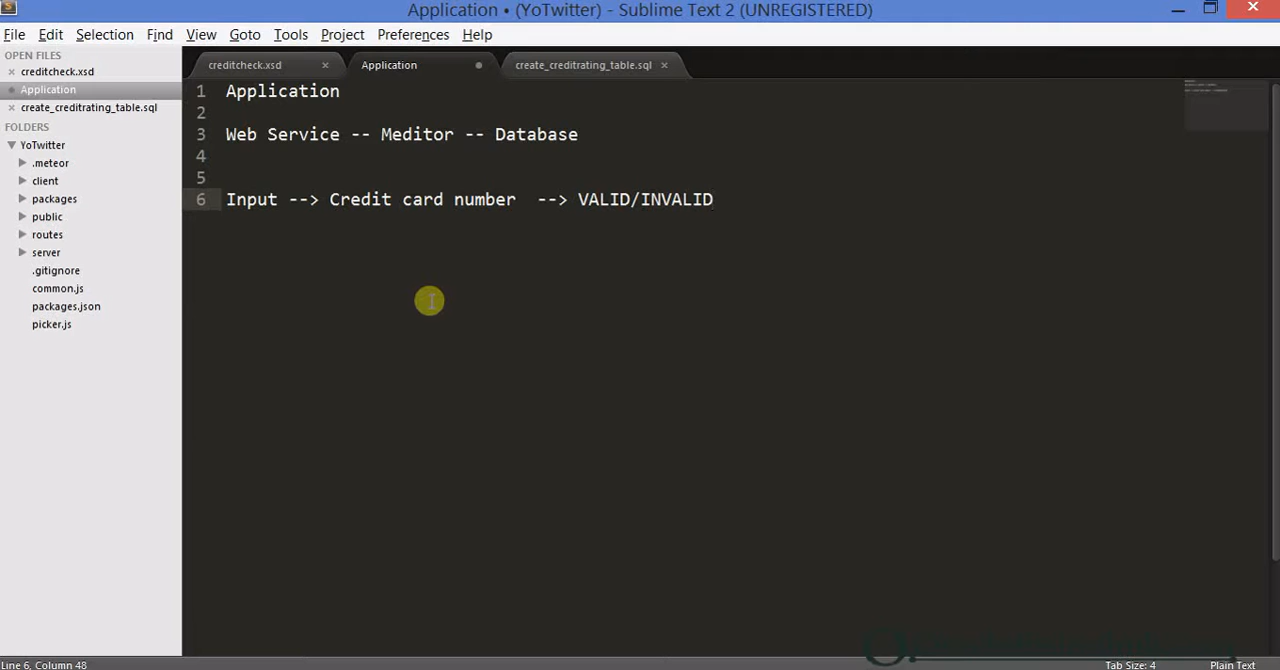 Application • (YoTwitter) - Sublime Text 2 (UNREGISTERED)
File Edit Selection Find View Goto Tools Project Preferences Help
OPEN FILES
creditcheck.xsd
Application
create_creditrating_table.sql
FOLDERS
YoTwitter
.meteor
client
packages
public
routes
server
.gitignore
common.js
packages.json
picker.js
creditcheck.xsd Application create_creditrating_table.sql
1 Application
2
3 Web Service -- Meditor -- Database
4
5
6 Input --> Credit card number --> VALID/INVALID
Line 6, Column 48 Tab Size: 4 Plain Text